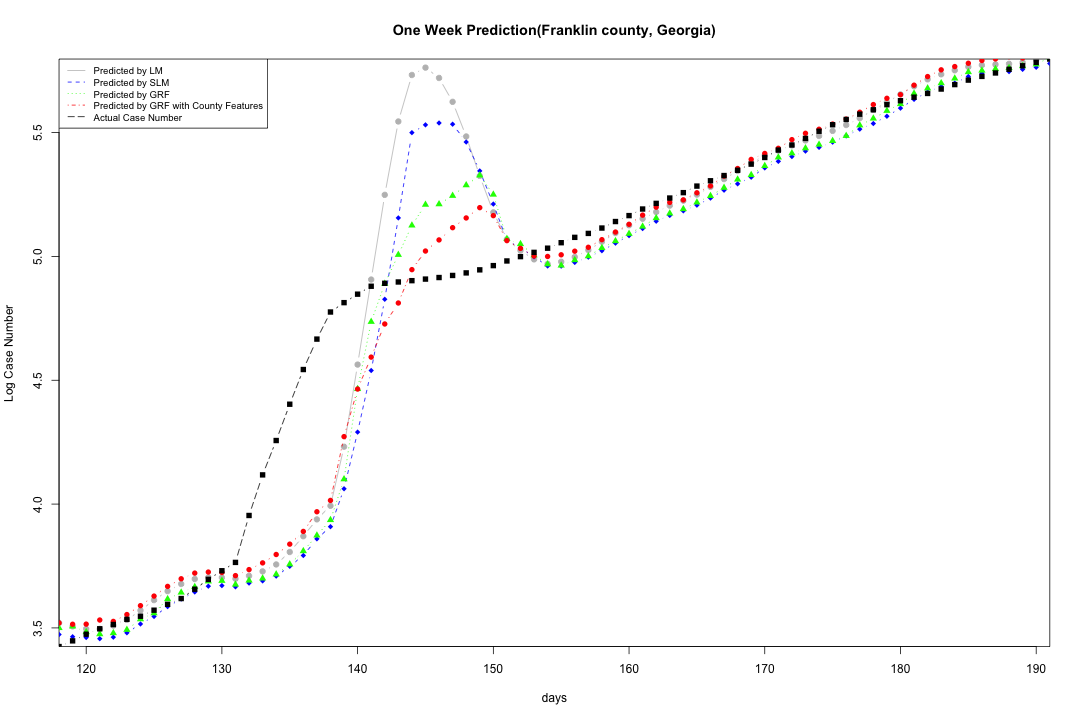 One Week Prediction(Franklin county, Georgia)
Predicted by LM
Predicted by SLM
Predicted by GRF
Predicted by GRF with County Features
Actual Case Number
5.5
5.0
4.5
4.0
3.5
Log Case Number
120 130 140 150 160 170 180 190
days